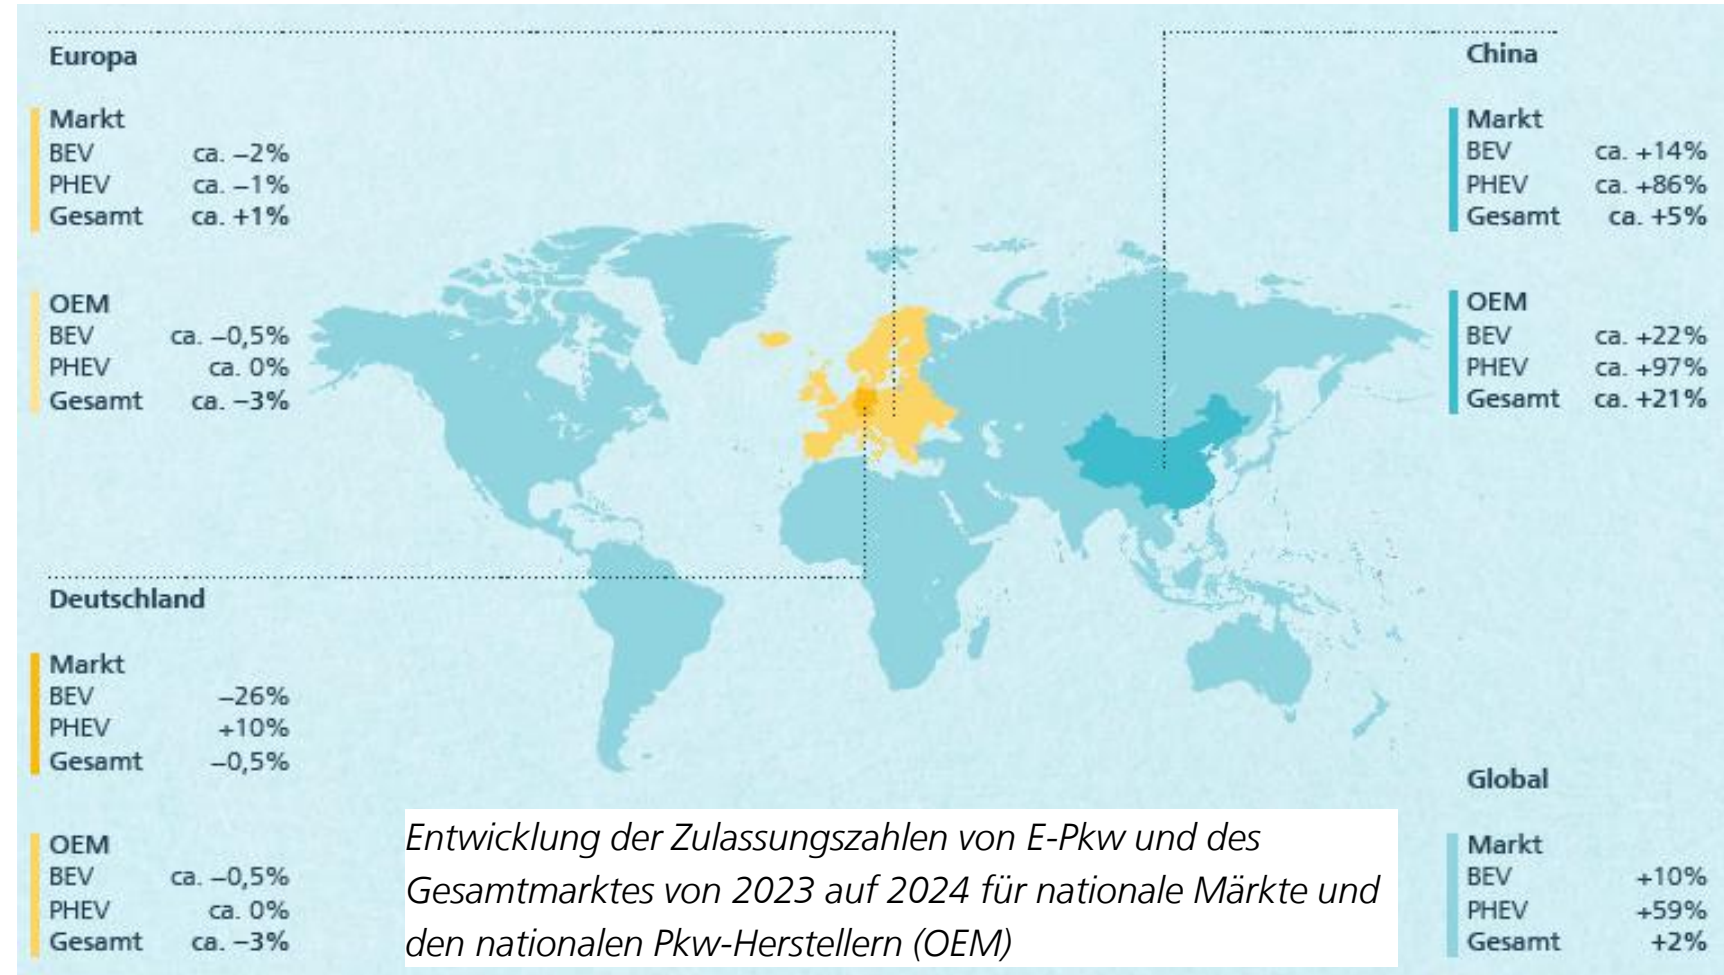 Europa
Markt
BEV ca. –2%
PHEV ca. –1%
Gesamt ca. +1%
OEM
BEV ca. –0,5%
PHEV ca. 0%
Gesamt ca. –3%
Deutschland
Markt
BEV –26%
PHEV +10%
Gesamt –0,5%
OEM
BEV ca. –0,5%
PHEV ca. 0%
Gesamt ca. –3%
China
Markt
BEV ca. +14%
PHEV ca. +86%
Gesamt ca. +5%
OEM
BEV ca. +22%
PHEV ca. +97%
Gesamt ca. +21%
Global
Markt
BEV +10%
PHEV +59%
Gesamt +2%
Entwicklung der Zulassungszahlen von E-Pkw und des
Gesamtmarktes von 2023 auf 2024 für nationale Märkte und
den nationalen Pkw-Herstellern (OEM)